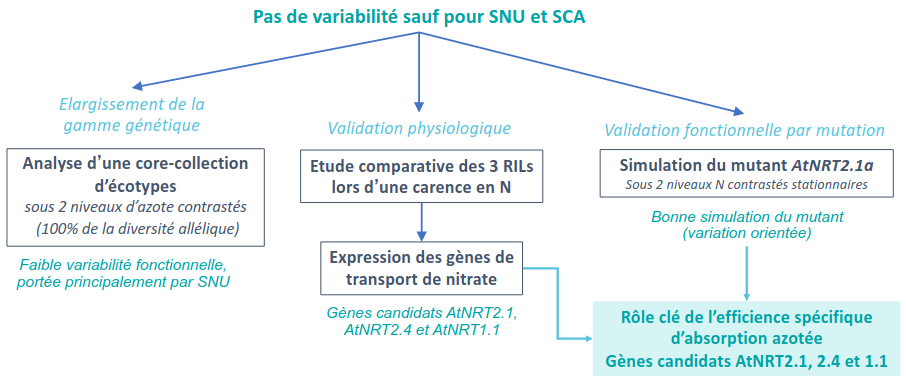 Pas de variabilité sauf pour SNU et SCA
Elargissement de la
gamme génétique
Analyse d'une core-collection
d'écotypes
sous 2 niveaux d'azote contrastés
(100% de la diversité allélique)
Faible variabilité fonctionnelle,
portée principalement par SNU
Validation physiologique
Etude comparative des 3 RILs
lors d'une carence en N
Expression des gènes de
transport de nitrate
Gènes candidats AtNRT2.1,
AtNRT2.4 et AtNRT1.1
Validation fonctionnelle par mutation
Simulation du mutant AtNRT2.1a
Sous 2 niveaux N contrastés stationnaires
Bonne simulation du mutant
(variation orientée)
Rôle clé de l'efficience spécifique
d'absorption azotée
Gènes candidats AtNRT2.1, 2.4 et 1.1